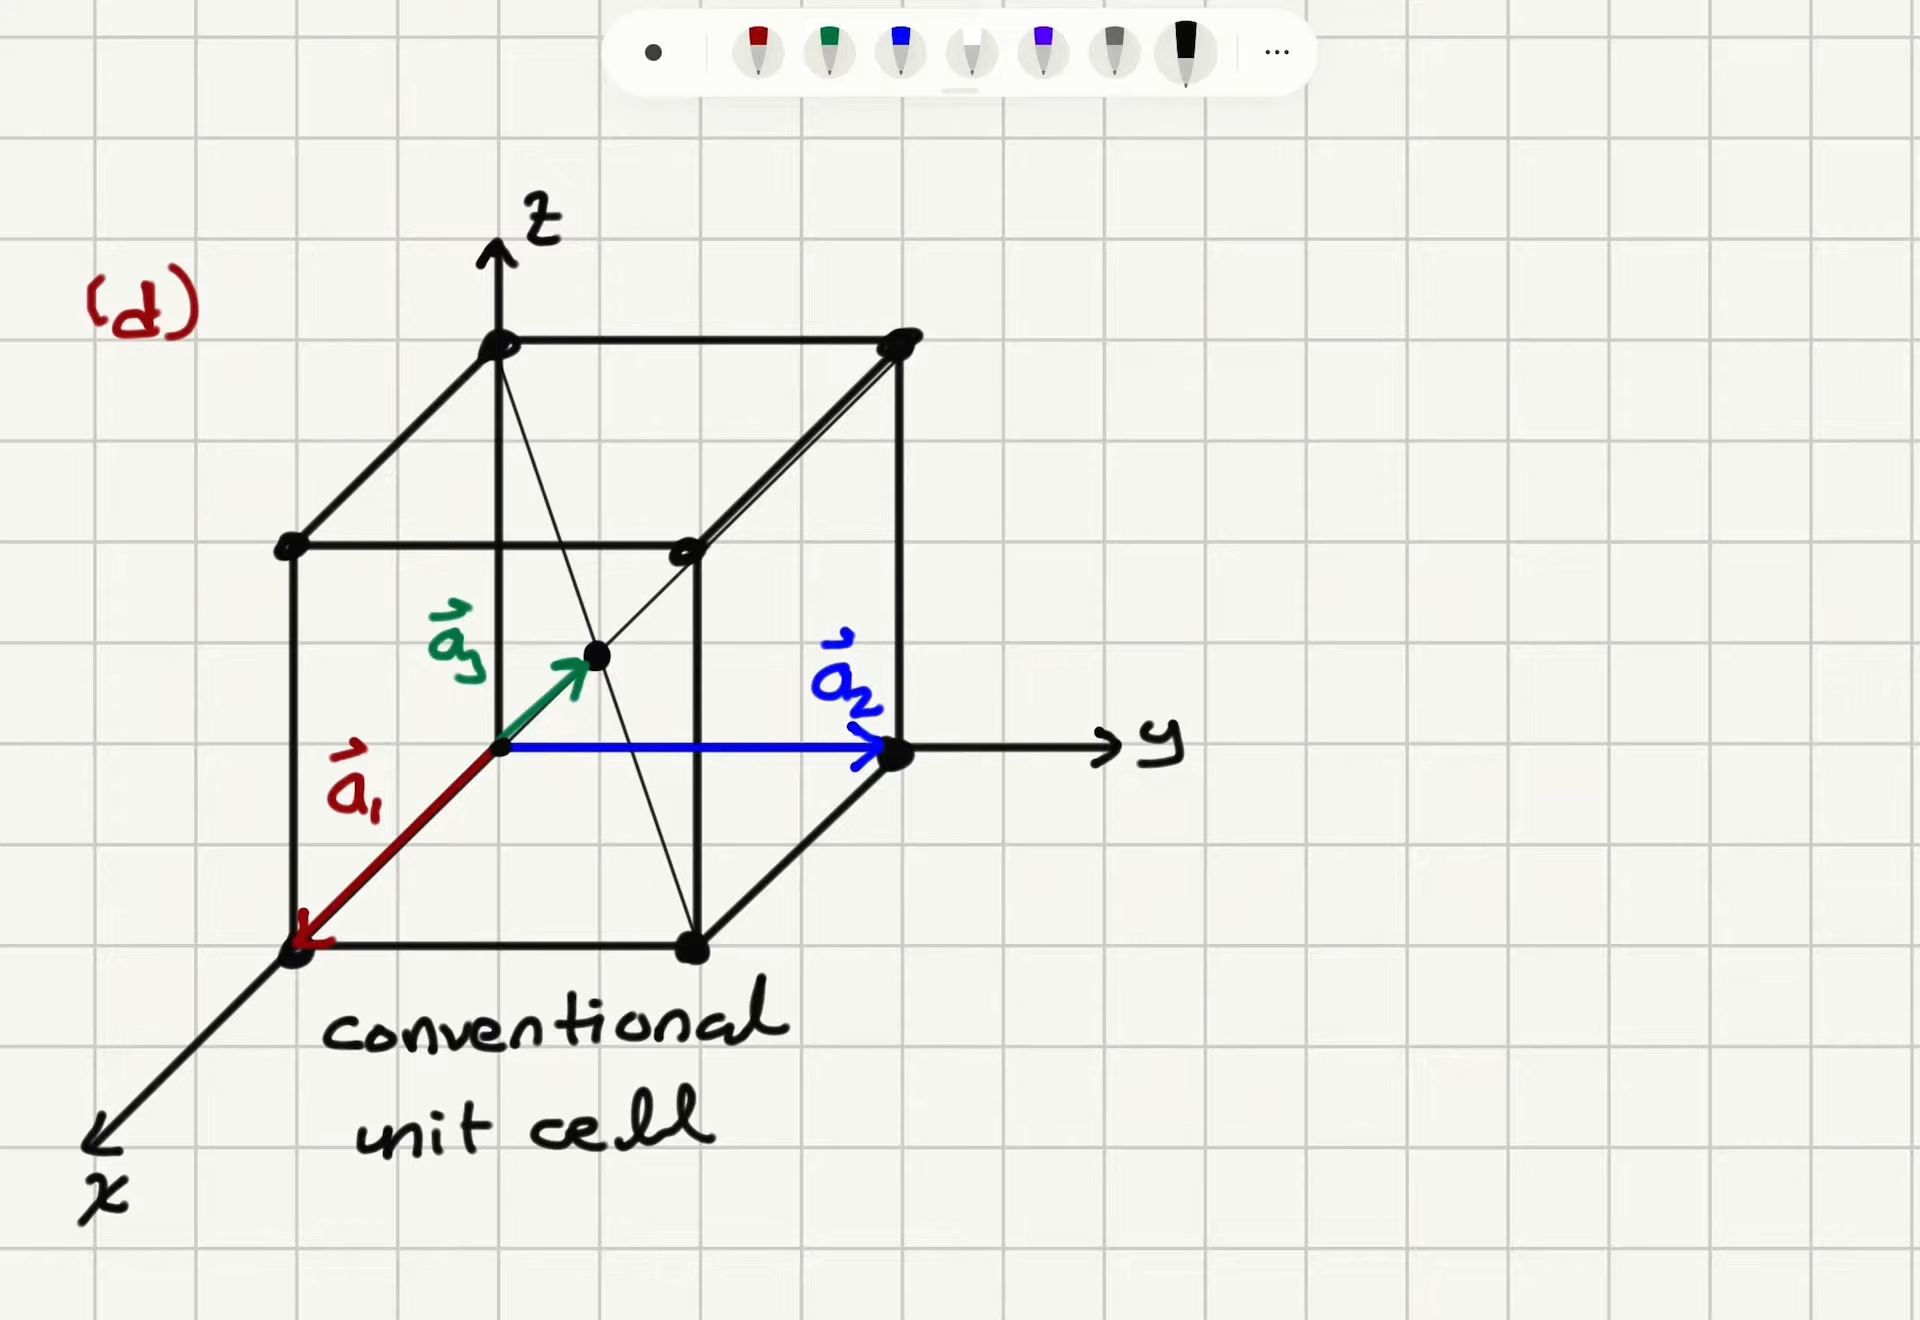 z
(d)
a⃗₃
a⃗₂
y
a⃗₁
conventional
unit cell
x